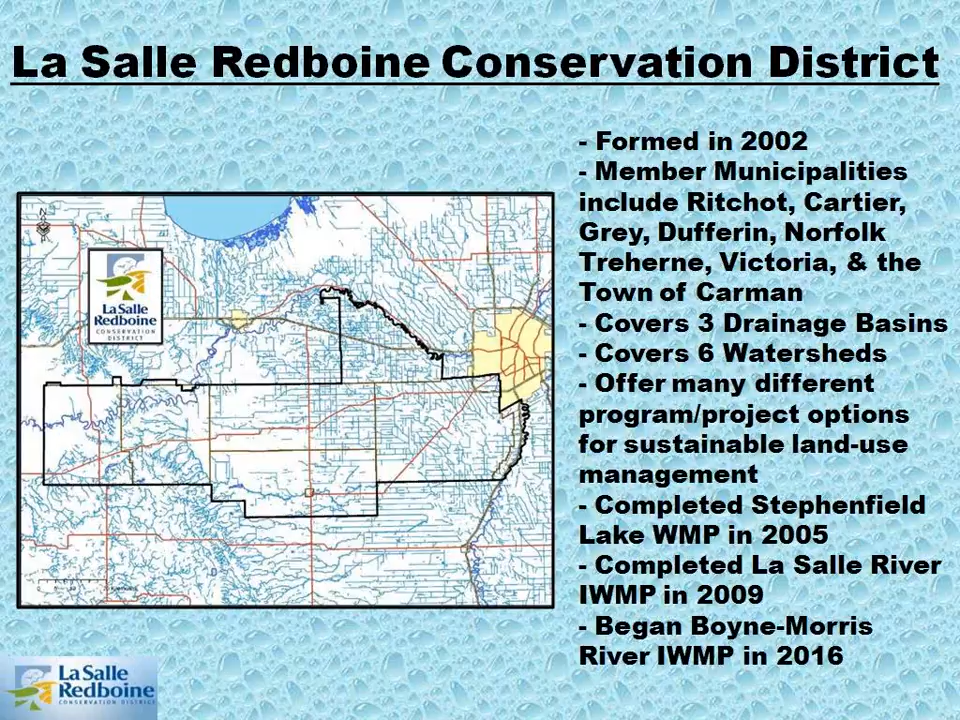 La Salle Redboine Conservation District
- Formed in 2002
- Member Municipalities
include Ritchot, Cartier,
Grey, Dufferin, Norfolk
Treherne, Victoria, & the
Town of Carman
- Covers 3 Drainage Basins
- Covers 6 Watersheds
- Offer many different
program/project options
for sustainable land-use
management
- Completed Stephenfield
Lake WMP in 2005
- Completed La Salle River
IWMP in 2009
- Began Boyne-Morris
River IWMP in 2016
N
La Salle
Redboine
CONSERVATION
DISTRICT
La Salle
Redboine
CONSERVATION DISTRICT